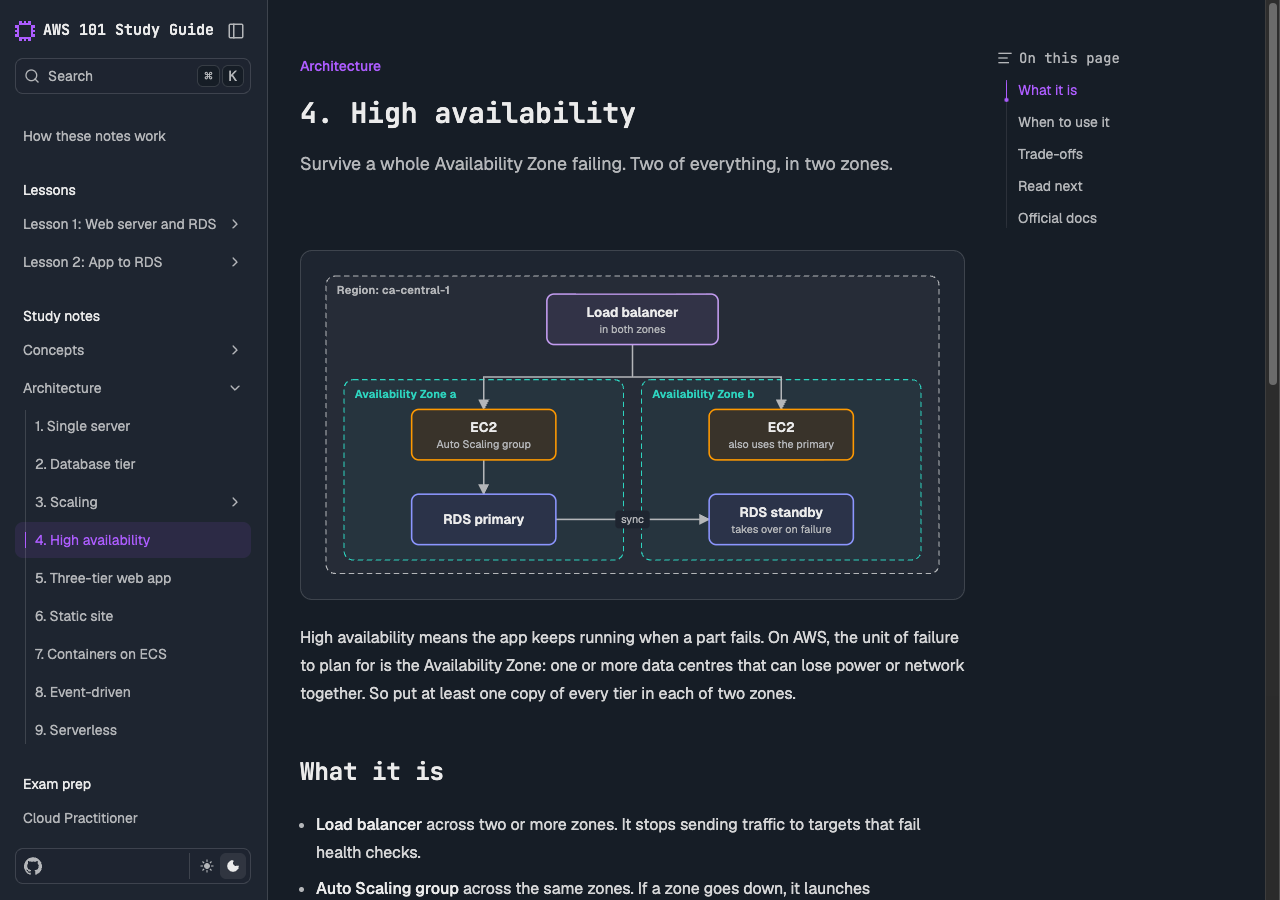 AWS 101 Study Guide
Search
⌘ K
How these notes work
Lessons
Lesson 1: Web server and RDS
Lesson 2: App to RDS
Study notes
Concepts
Architecture
1. Single server
2. Database tier
3. Scaling
4. High availability
5. Three-tier web app
6. Static site
7. Containers on ECS
8. Event-driven
9. Serverless
Exam prep
Cloud Practitioner
Architecture
4. High availability
Survive a whole Availability Zone failing. Two of everything, in two zones.
Region: ca-central-1
Load balancer
in both zones
Availability Zone a
EC2
Auto Scaling group
RDS primary
sync
Availability Zone b
EC2
also uses the primary
RDS standby
takes over on failure
High availability means the app keeps running when a part fails. On AWS, the unit of failure
to plan for is the Availability Zone: one or more data centres that can lose power or network
together. So put at least one copy of every tier in each of two zones.
What it is
• Load balancer across two or more zones. It stops sending traffic to targets that fail
health checks.
• Auto Scaling group across the same zones. If a zone goes down, it launches
On this page
What it is
When to use it
Trade-offs
Read next
Official docs